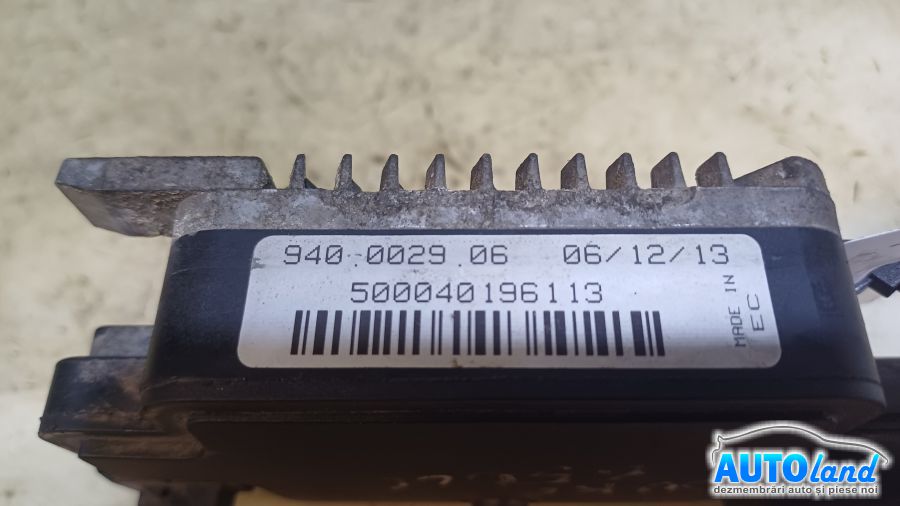 940.0029.06 06/12/13
500040196113
MADE IN
EC
AUTOland
dezmembrări auto și piese noi